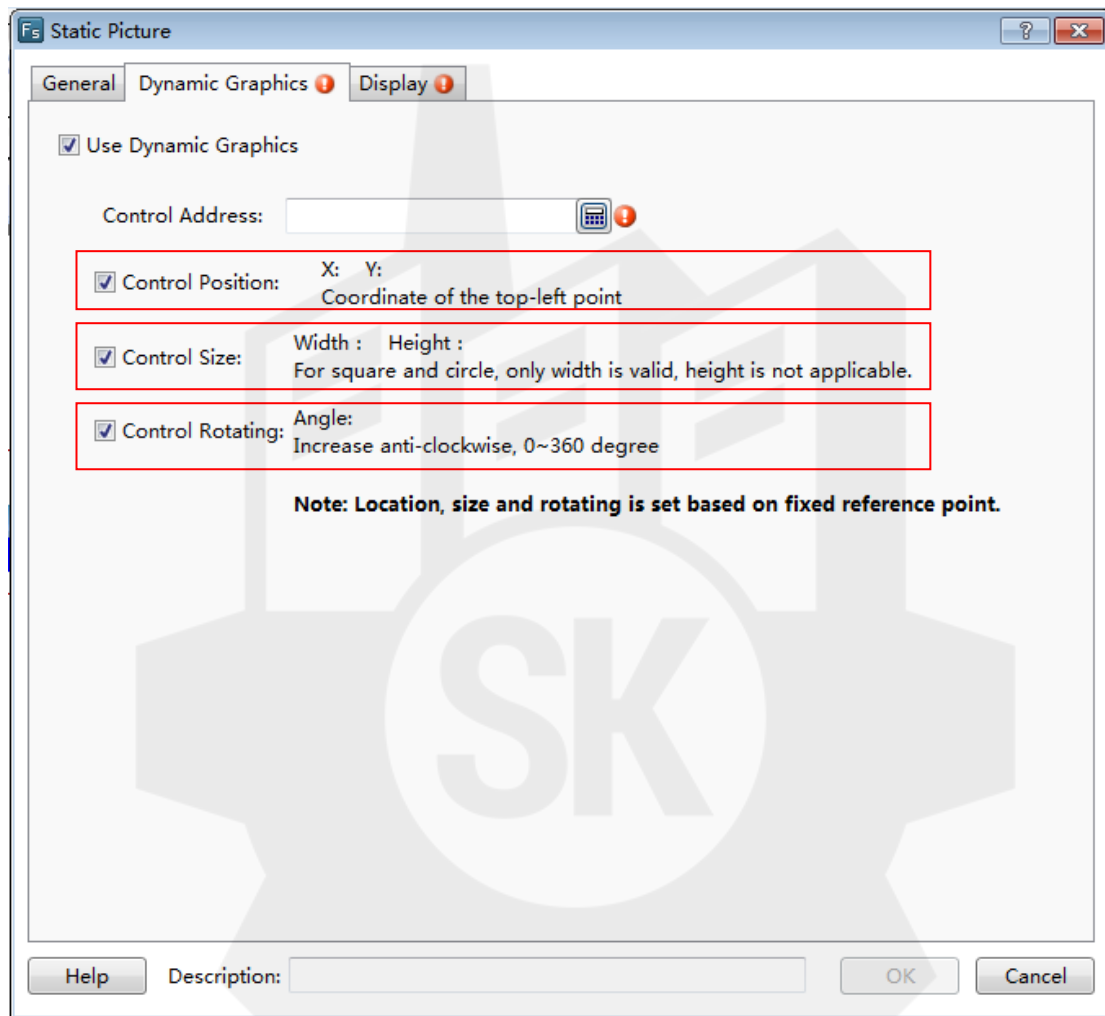 Fs Static Picture
General Dynamic Graphics Display
Use Dynamic Graphics
Control Address:
Control Position: X: Y:
Coordinate of the top-left point
Control Size: Width : Height :
For square and circle, only width is valid, height is not applicable.
Control Rotating: Angle:
Increase anti-clockwise, 0~360 degree
Note: Location, size and rotating is set based on fixed reference point.
SK
Help Description: OK Cancel